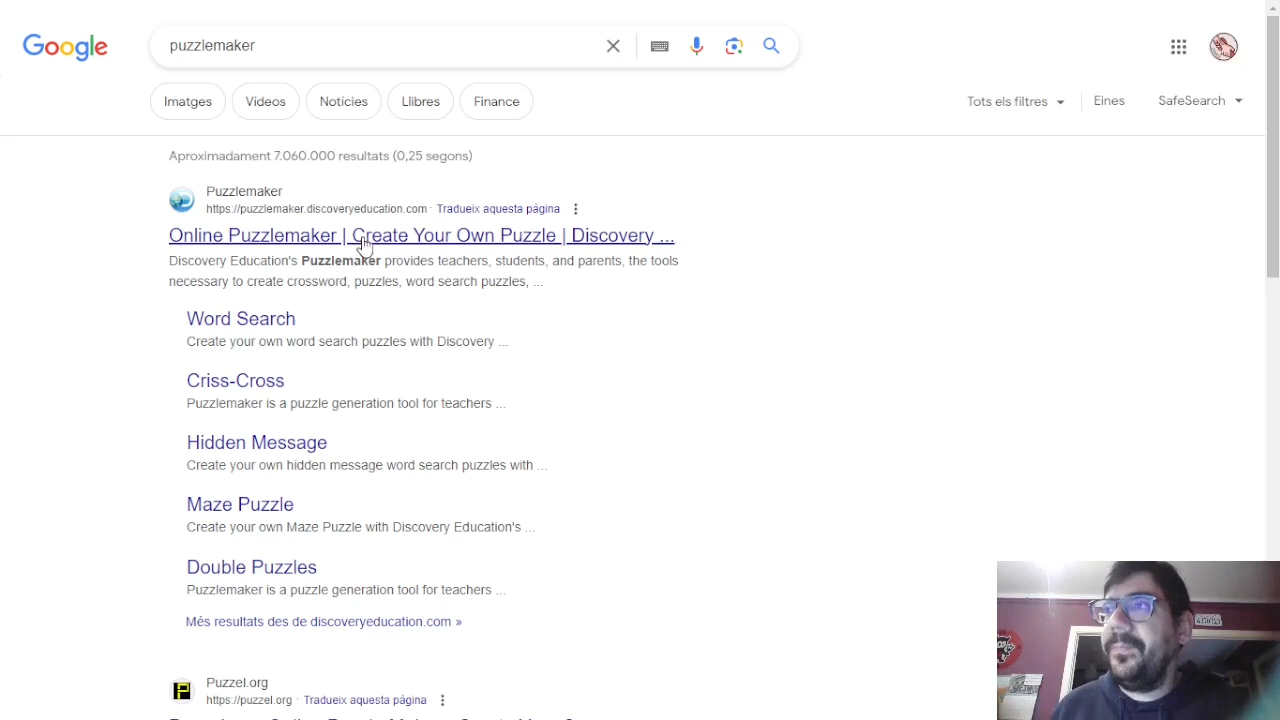 Google
puzzlemaker
Imatges
Vídeos
Notícies
Llibres
Finance
Tots els filtres
Eines
SafeSearch
Aproximadament 7.060.000 resultats (0,25 segons)
Puzzlemaker
https://puzzlemaker.discoveryeducation.com · Tradueix aquesta pàgina
Online Puzzlemaker | Create Your Own Puzzle | Discovery ...
Discovery Education's Puzzlemaker provides teachers, students, and parents, the tools
necessary to create crossword, puzzles, word search puzzles, ...
Word Search
Create your own word search puzzles with Discovery ...
Criss-Cross
Puzzlemaker is a puzzle generation tool for teachers ...
Hidden Message
Create your own hidden message word search puzzles with ...
Maze Puzzle
Create your own Maze Puzzle with Discovery Education's ...
Double Puzzles
Puzzlemaker is a puzzle generation tool for teachers ...
Més resultats des de discoveryeducation.com »
Puzzel.org
https://puzzel.org · Tradueix aquesta pàgina